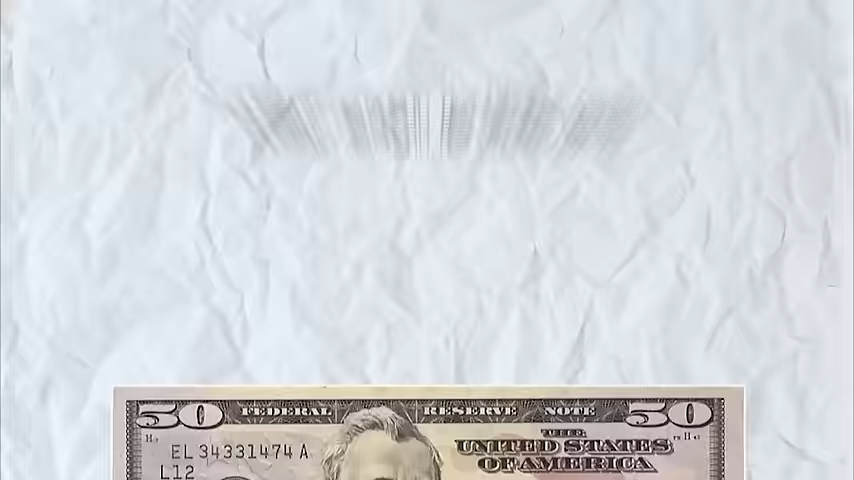 50 FEDERAL RESERVE NOTE 50
THE
UNITED STATES
OF AMERICA
EL 34331474 A
L12